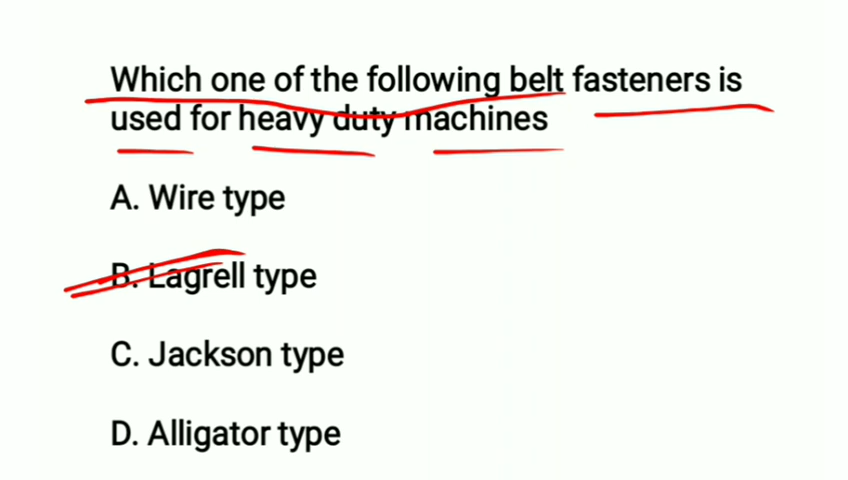 Which one of the following belt fasteners is
used for heavy duty machines
A. Wire type
B. Lagrell type
C. Jackson type
D. Alligator type